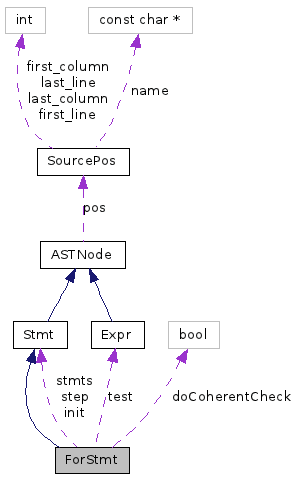 int
const char *
first_column
last_line
last_column
first_line
name
SourcePos
pos
ASTNode
Stmt
Expr
bool
stmts
step
init
test
doCoherentCheck
ForStmt